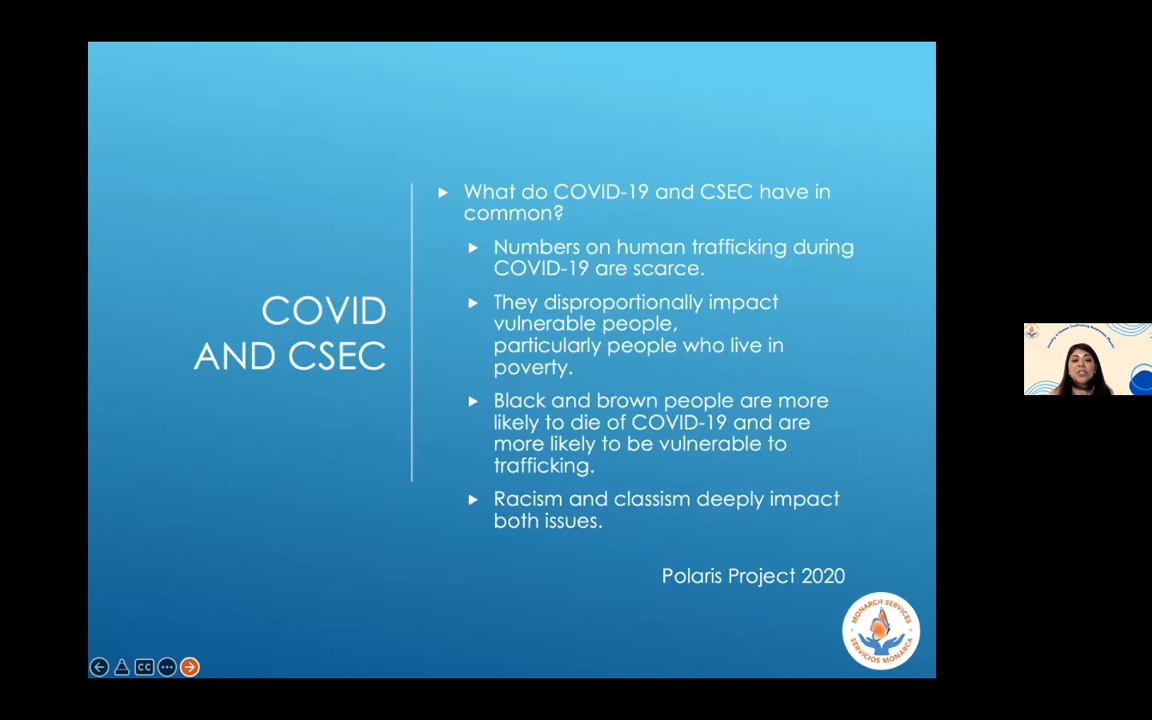 COVID
AND CSEC
What do COVID-19 and CSEC have in
common?
Numbers on human trafficking during
COVID-19 are scarce.
They disproportionally impact
vulnerable people,
particularly people who live in
poverty.
Black and brown people are more
likely to die of COVID-19 and are
more likely to be vulnerable to
trafficking.
Racism and classism deeply impact
both issues.
Polaris Project 2020
MONARCH SERVICES
SERVICIOS MONARCA
CC